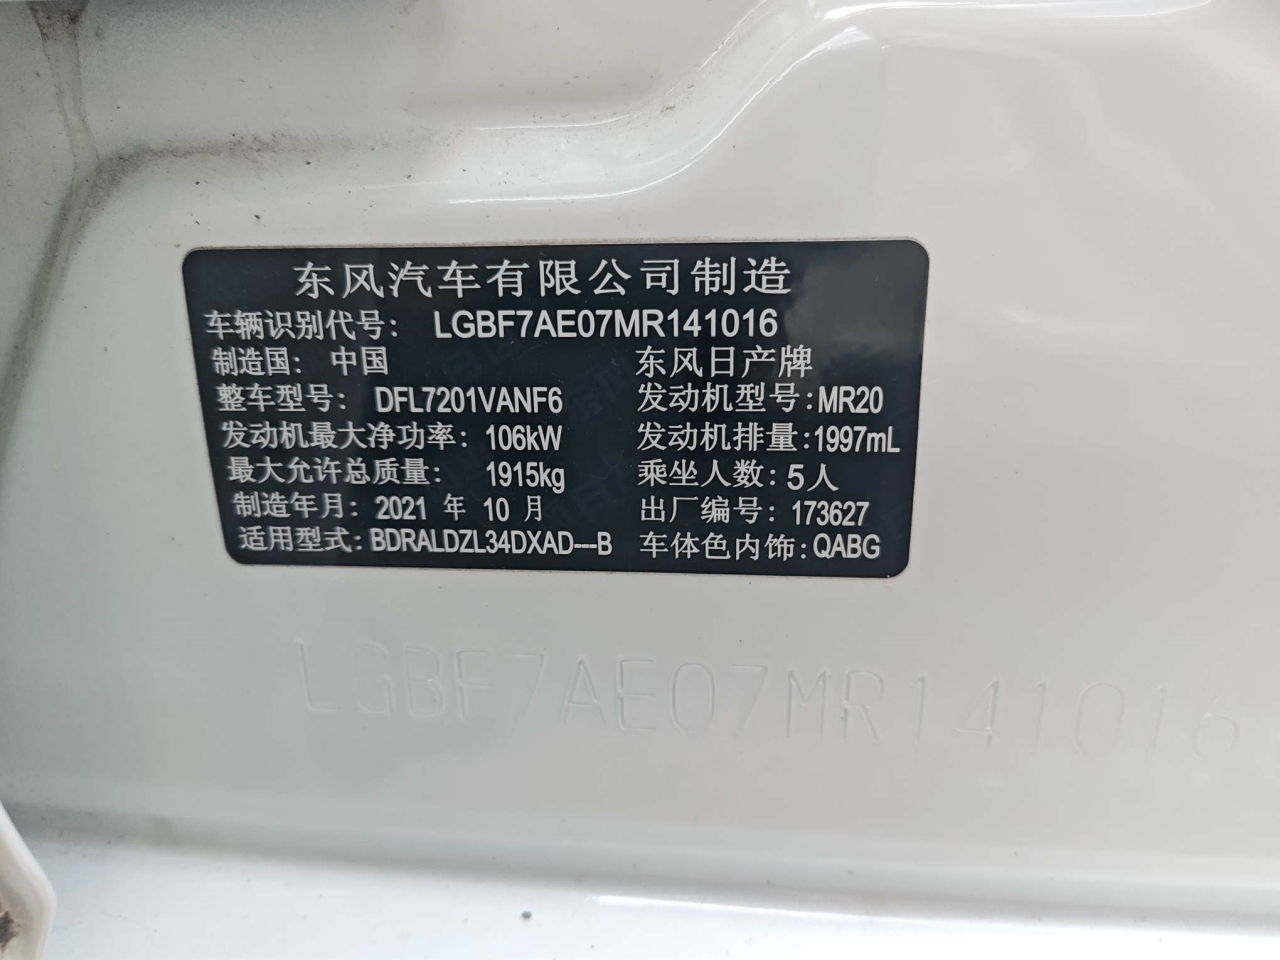 东风汽车有限公司制造
车辆识别代号: LGBF7AE07MR141016
制造国: 中国 东风日产牌
整车型号: DFL7201VANF6 发动机型号:MR20
发动机最大净功率: 106kW 发动机排量:1997mL
最大允许总质量: 1915kg 乘坐人数:5人
制造年月: 2021 年 10 月 出厂编号: 173627
适用型式: BDRALDZL34DXAD---B 车体色内饰:QABG
LGBF7AE07MR141016